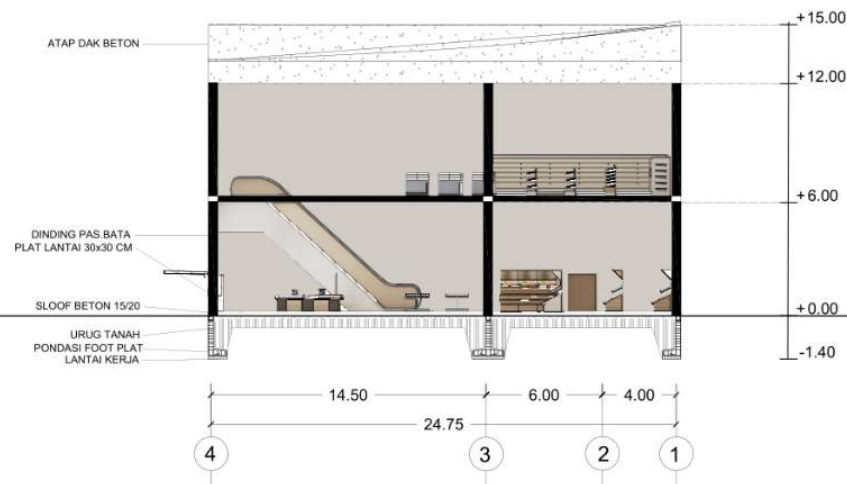 +15.00
ATAP DAK BETON
+12.00
+6.00
DINDING PAS.BATA
PLAT LANTAI 30x30 CM
SLOOF BETON 15/20
+0.00
URUG TANAH
PONDASI FOOT PLAT
LANTAI KERJA
-1.40
14.50
6.00
4.00
24.75
4
3
2
1